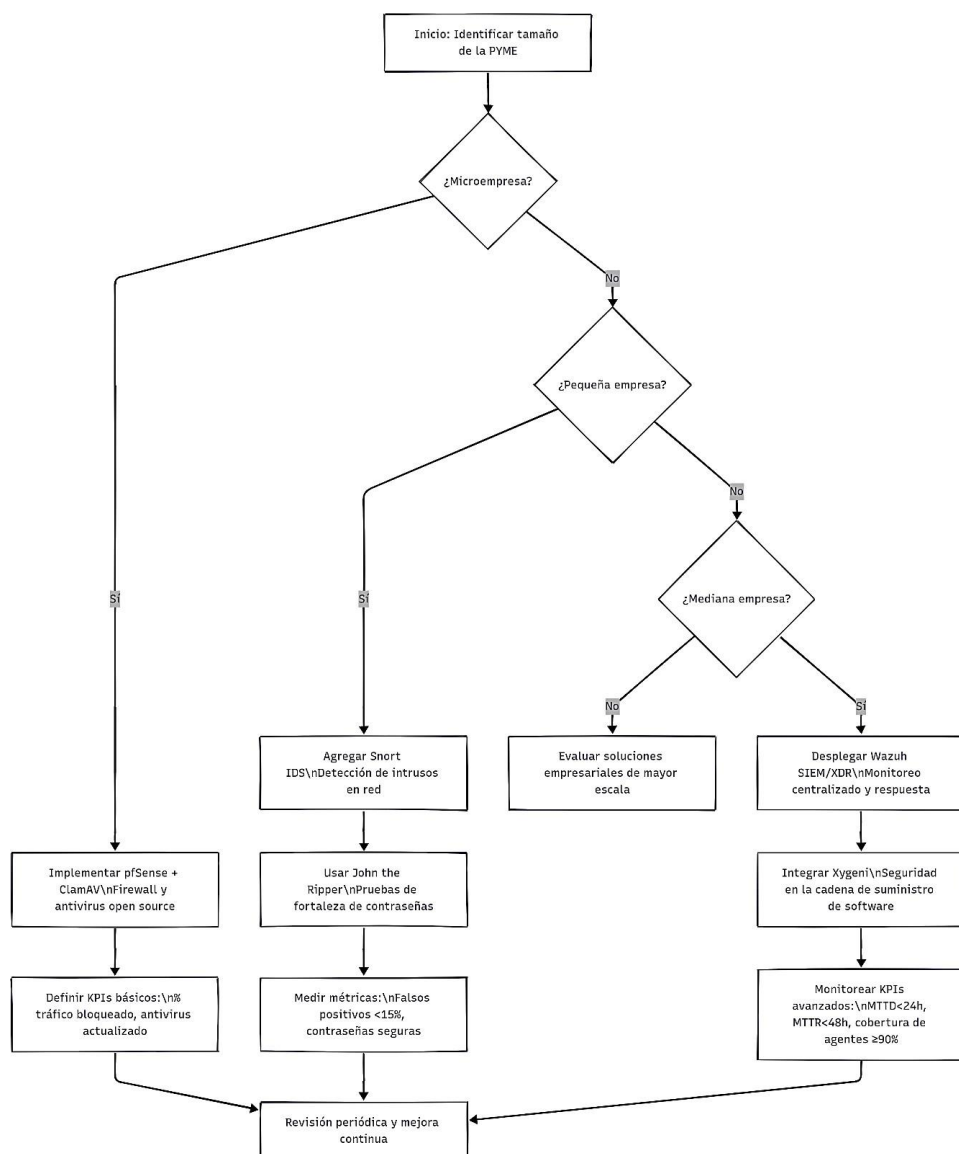 Inicio: Identificar tamaño
de la PYME
¿Microempresa?
No
¿Pequeña empresa?
No
¿Mediana empresa?
Sí
Sí
No
Sí
Agregar Snort
IDS\nDetección de intrusos
en red
Evaluar soluciones
empresariales de mayor
escala
Desplegar Wazuh
SIEM/XDR\nMonitoreo
centralizado y respuesta
Implementar pfSense +
ClamAV\nFirewall y
antivirus open source
Usar John the
Ripper\nPruebas de
fortaleza de contraseñas
Integrar Xygeni\nSeguridad
en la cadena de suministro
de software
Definir KPIs básicos:\n%
tráfico bloqueado, antivirus
actualizado
Medir métricas:\nFalsos
positivos <15%,
contraseñas seguras
Monitorear KPIs
avanzados:\nMTTD<24h,
MTTR<48h, cobertura de
agentes ≥90%
Revisión periódica y mejora
continua